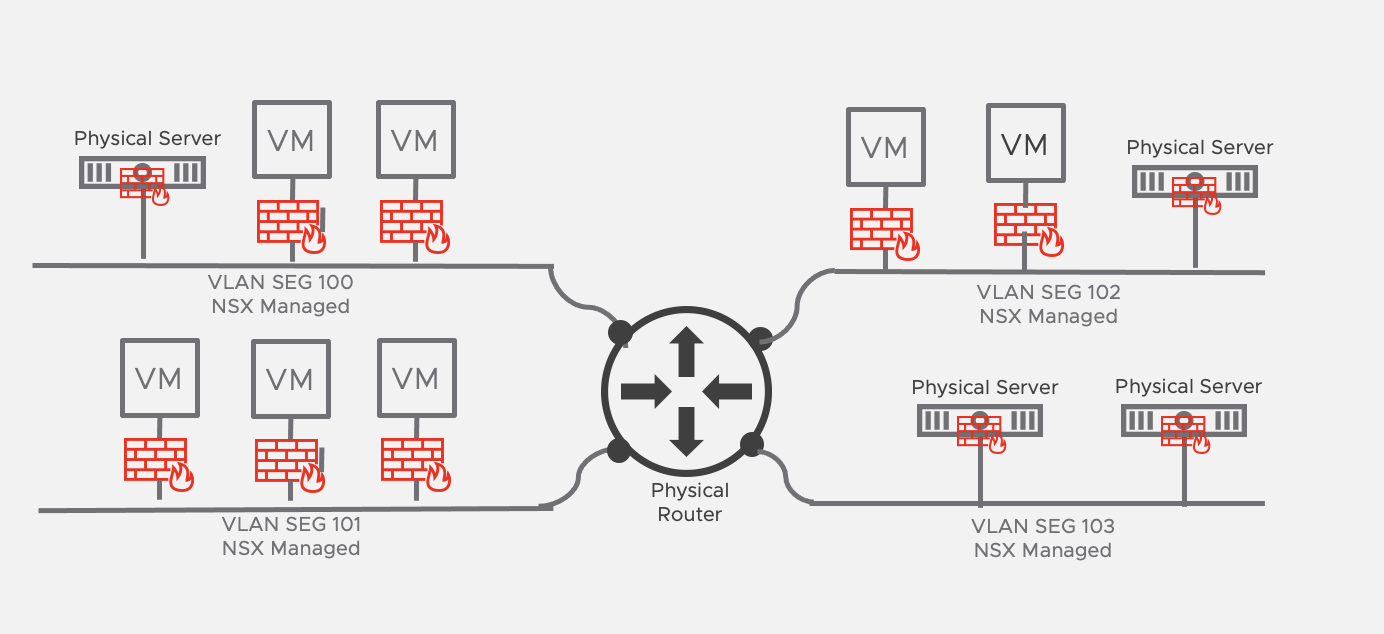 Physical Server
VM
VM
VLAN SEG 100
NSX Managed
VM
VM
Physical Server
VLAN SEG 102
NSX Managed
VM
VM
VM
VLAN SEG 101
NSX Managed
Physical
Router
Physical Server
Physical Server
VLAN SEG 103
NSX Managed